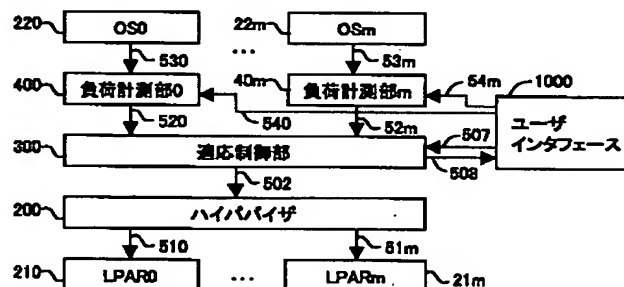 220 OS0 22m OSm
530 53m
400 負荷計測部0 40m 負荷計測部m 54m 1000
520 540 52m ユーザ
インタフェース
300 適応制御部 507
508
502
200 ハイパバイザ
510 51m
210 LPAR0 … LPARm 21m